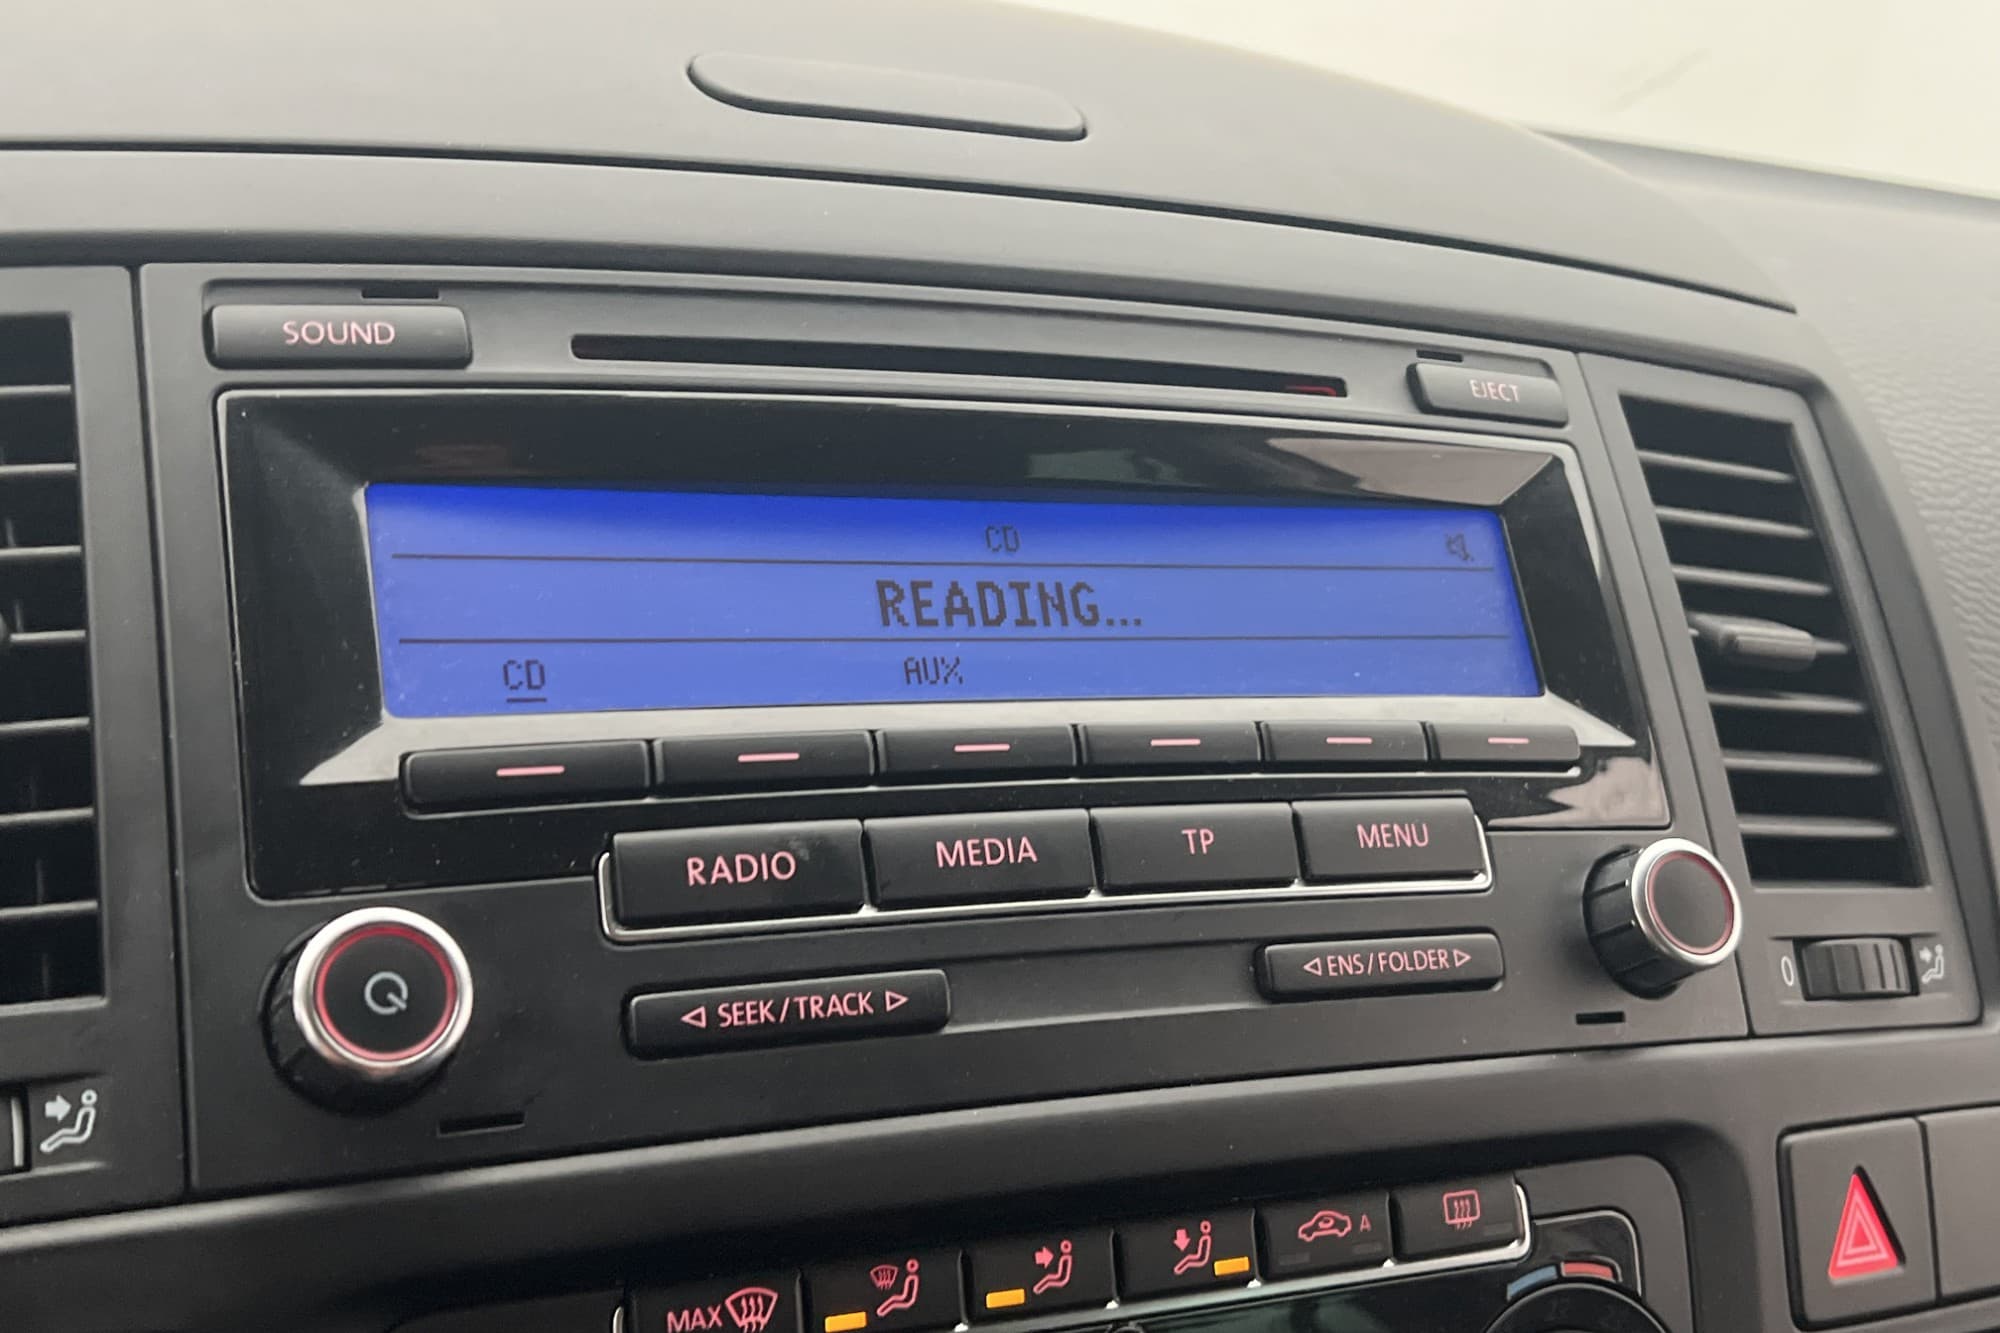 SOUND
EJECT
CD
READING...
CD AUX
RADIO MEDIA TP MENU
SEEK/TRACK
ENS/FOLDER
0
MAX
A